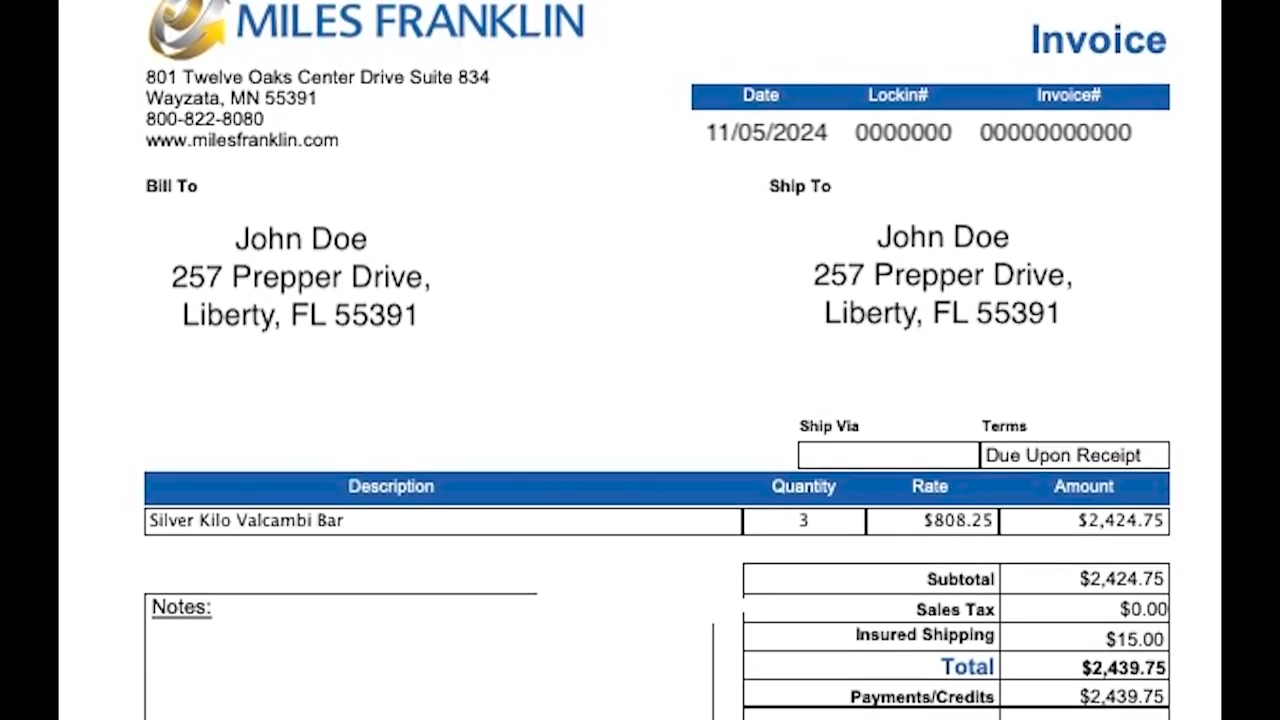 MILES FRANKLIN
Invoice
801 Twelve Oaks Center Drive Suite 834
Wayzata, MN 55391
800-822-8080
www.milesfranklin.com
Date Lockin# Invoice#
11/05/2024 0000000 00000000000
Bill To
Ship To
John Doe
257 Prepper Drive,
Liberty, FL 55391
John Doe
257 Prepper Drive,
Liberty, FL 55391
Ship Via Terms
Due Upon Receipt
Description Quantity Rate Amount
Silver Kilo Valcambi Bar 3 $808.25 $2,424.75
Subtotal $2,424.75
Notes:
Sales Tax $0.00
Insured Shipping $15.00
Total $2,439.75
Payments/Credits $2,439.75